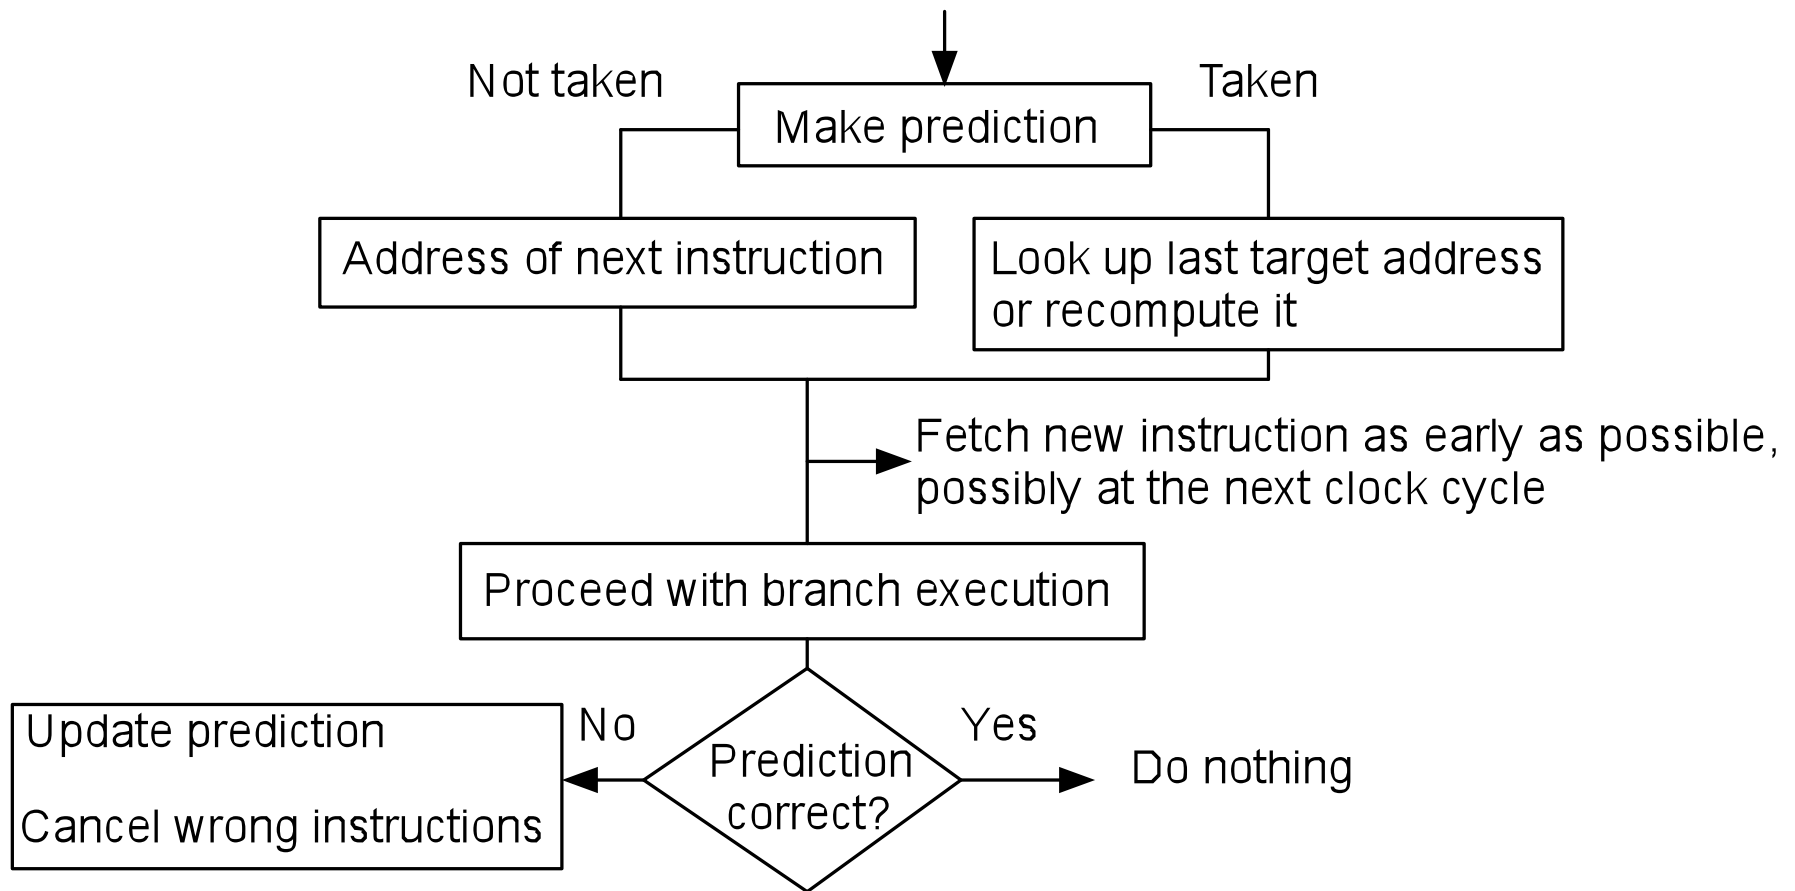 Not taken
Taken
Make prediction
Address of next instruction
Look up last target address
or recompute it
Fetch new instruction as early as possible,
possibly at the next clock cycle
Proceed with branch execution
Update prediction
Cancel wrong instructions
No
Prediction
correct?
Yes
Do nothing